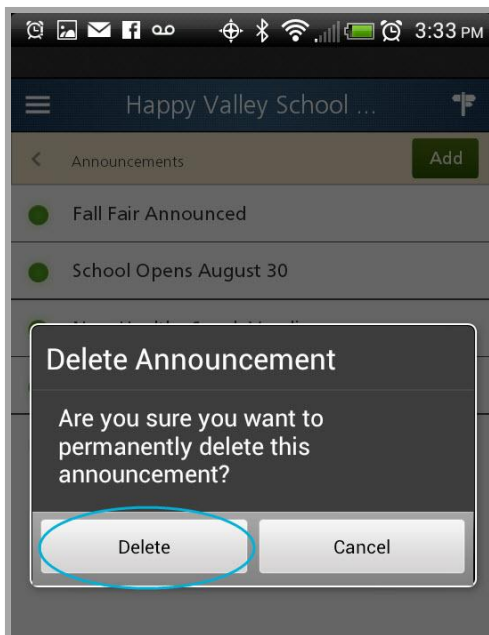 3:33 PM
Happy Valley School ...
Announcements
Add
Fall Fair Announced
School Opens August 30
Delete Announcement
Are you sure you want to
permanently delete this
announcement?
Delete Cancel